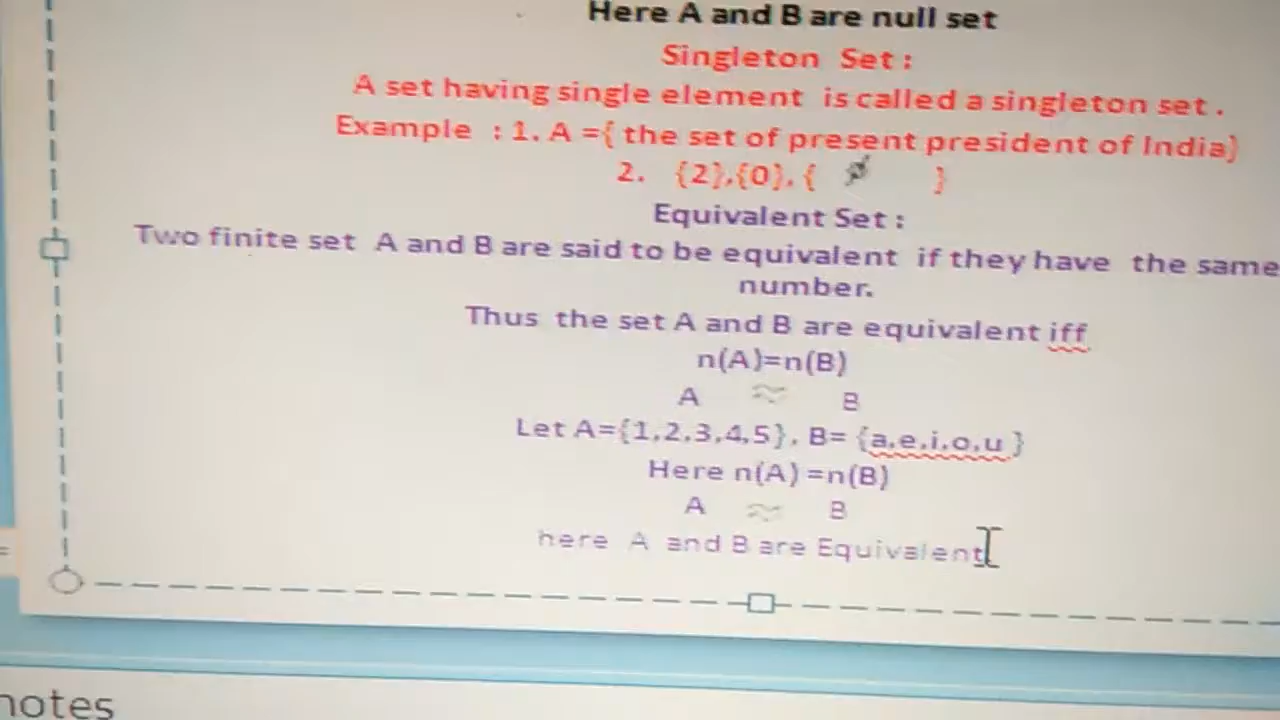 Here A and B are null set
Singleton Set :
A set having single element is called a singleton set .
Example : 1. A ={ the set of present president of India}
2. {2},{0}, { ϕ }
Equivalent Set :
Two finite set A and B are said to be equivalent if they have the same
number.
Thus the set A and B are equivalent iff
n(A)=n(B)
A ≈ B
Let A={1,2,3,4,5}, B= {a,e,i,o,u }
Here n(A) =n(B)
A ≈ B
here A and B are Equivalent
notes